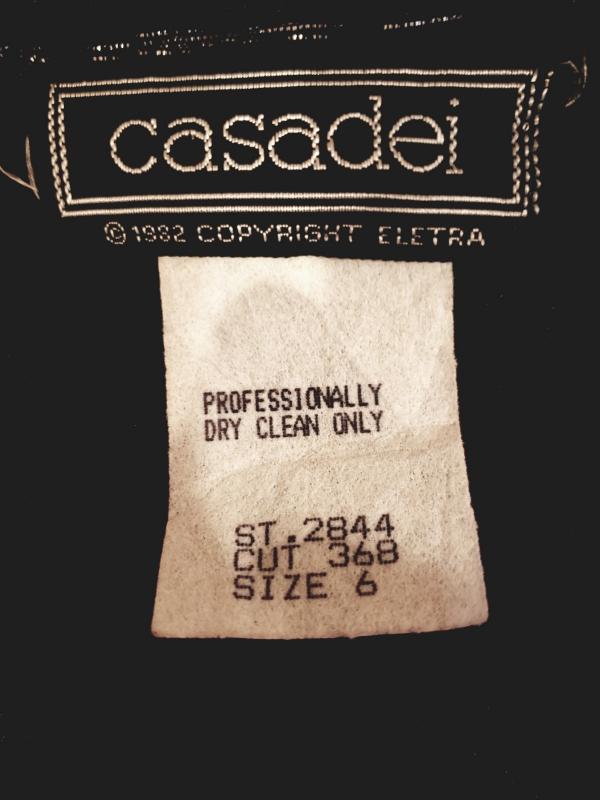 casadei
© 1982 COPYRIGHT ELETRA
PROFESSIONALLY
DRY CLEAN ONLY
ST.2844
CUT 368
SIZE 6